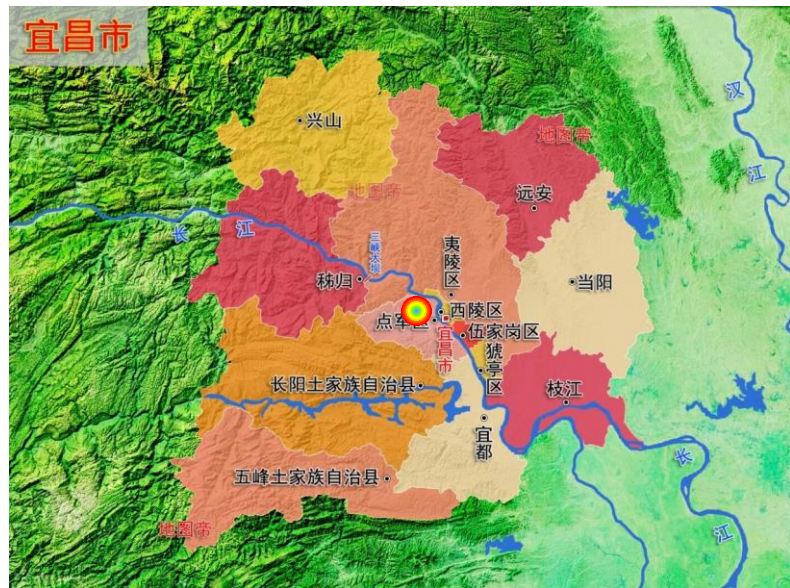 宜昌市
汉江
兴山
地图帝
远安
地图帝
长江
三峡大坝
夷陵区
秭归
当阳
点军区
西陵区
宜昌市
伍家岗区
猇亭区
长阳土家族自治县
枝江
宜都
长江
五峰土家族自治县
地图帝